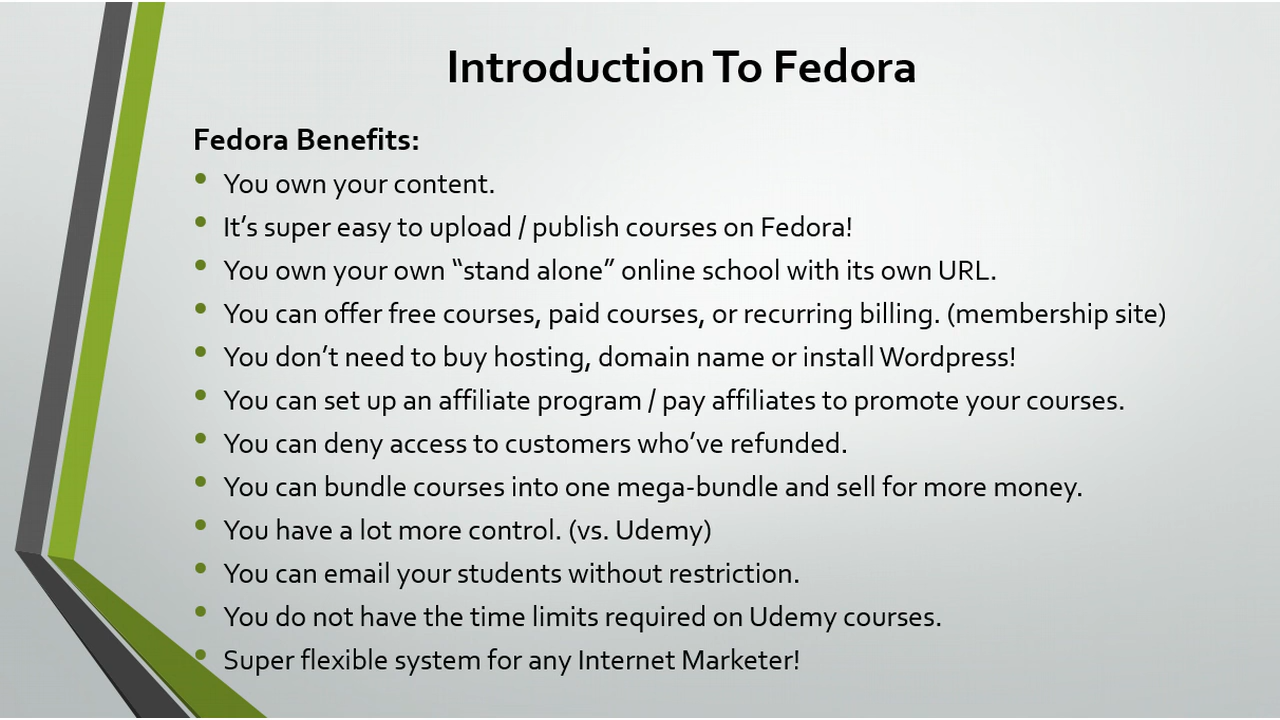 Introduction To Fedora
Fedora Benefits:
• You own your content.
• It’s super easy to upload / publish courses on Fedora!
• You own your own “stand alone” online school with its own URL.
• You can offer free courses, paid courses, or recurring billing. (membership site)
• You don’t need to buy hosting, domain name or install Wordpress!
• You can set up an affiliate program / pay affiliates to promote your courses.
• You can deny access to customers who’ve refunded.
• You can bundle courses into one mega-bundle and sell for more money.
• You have a lot more control. (vs. Udemy)
• You can email your students without restriction.
• You do not have the time limits required on Udemy courses.
• Super flexible system for any Internet Marketer!